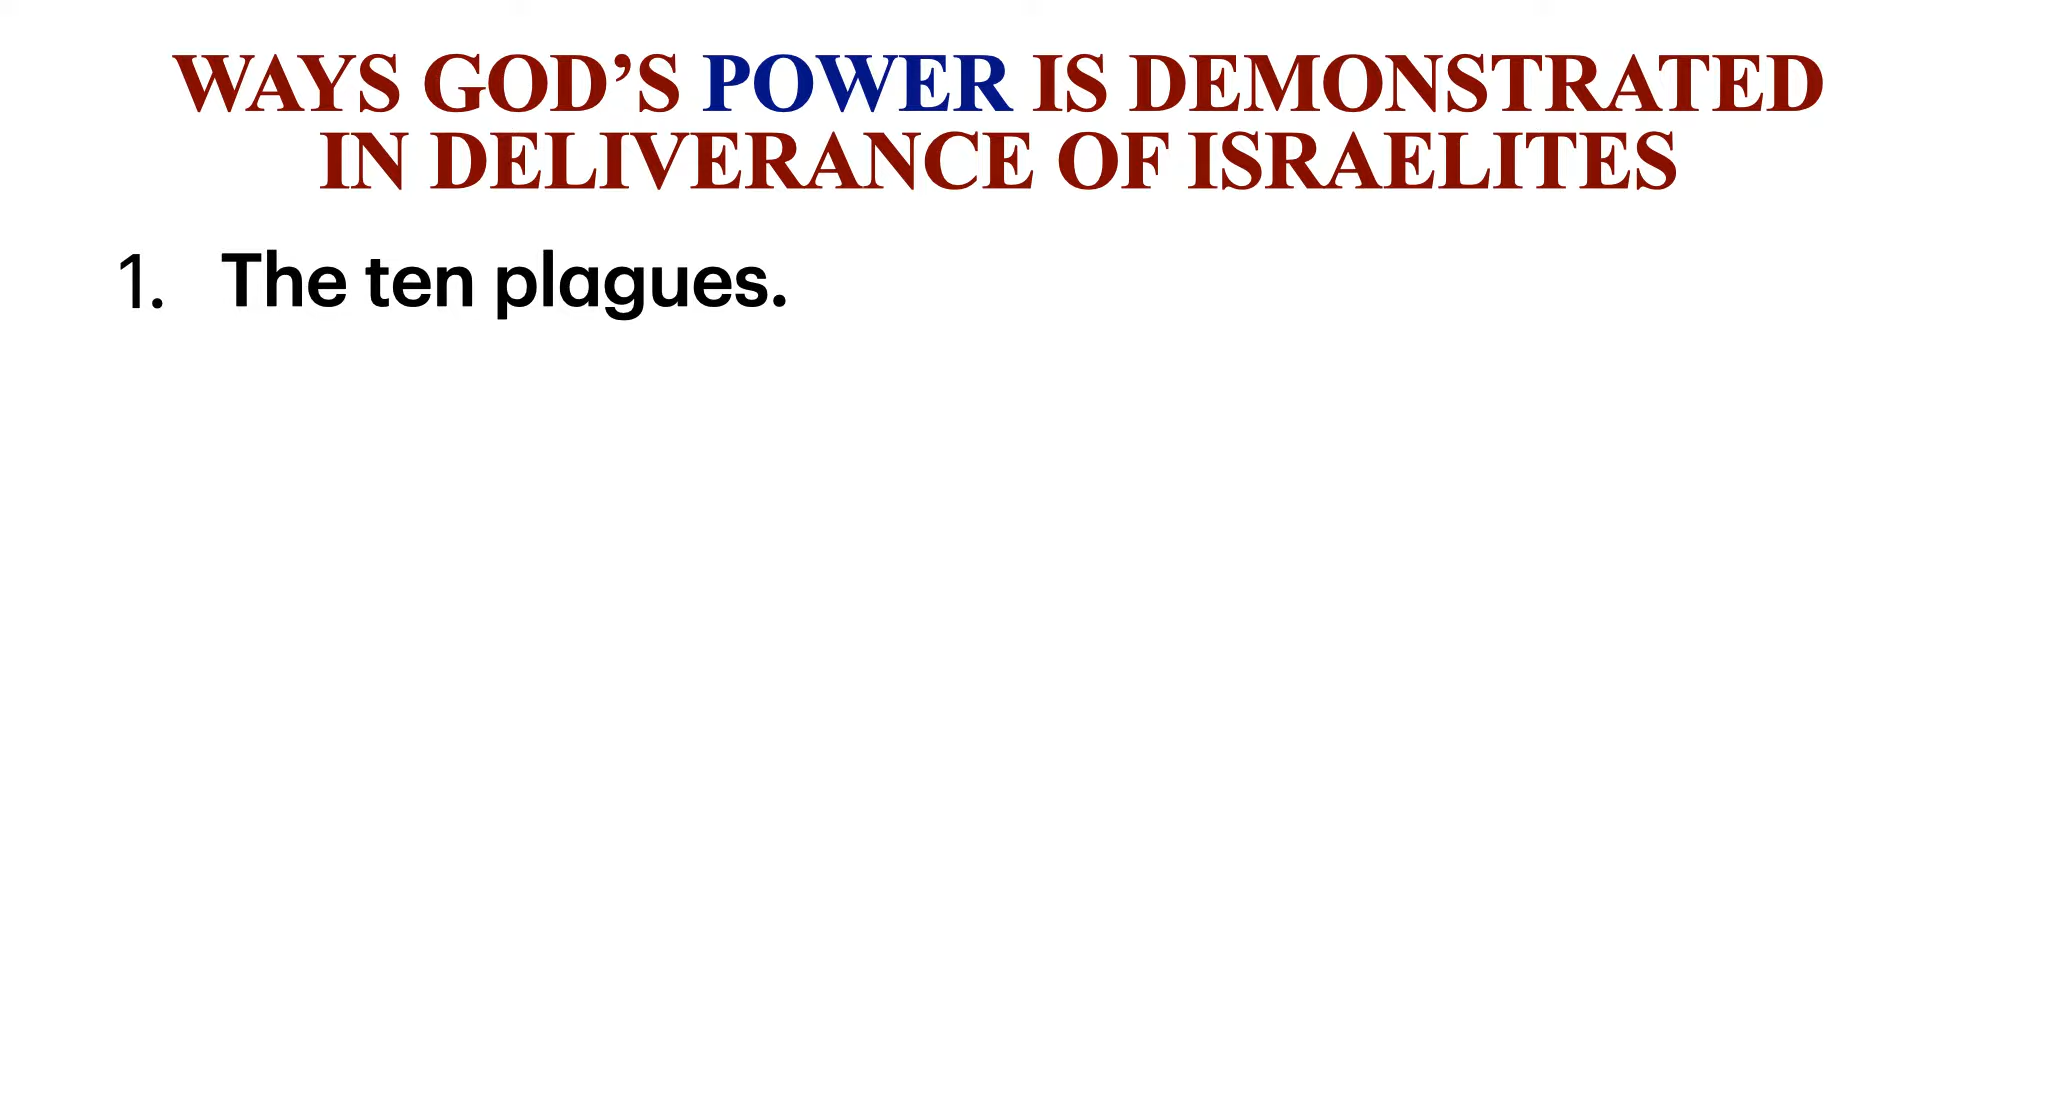 WAYS GOD’S POWER IS DEMONSTRATED
IN DELIVERANCE OF ISRAELITES
1. The ten plagues.